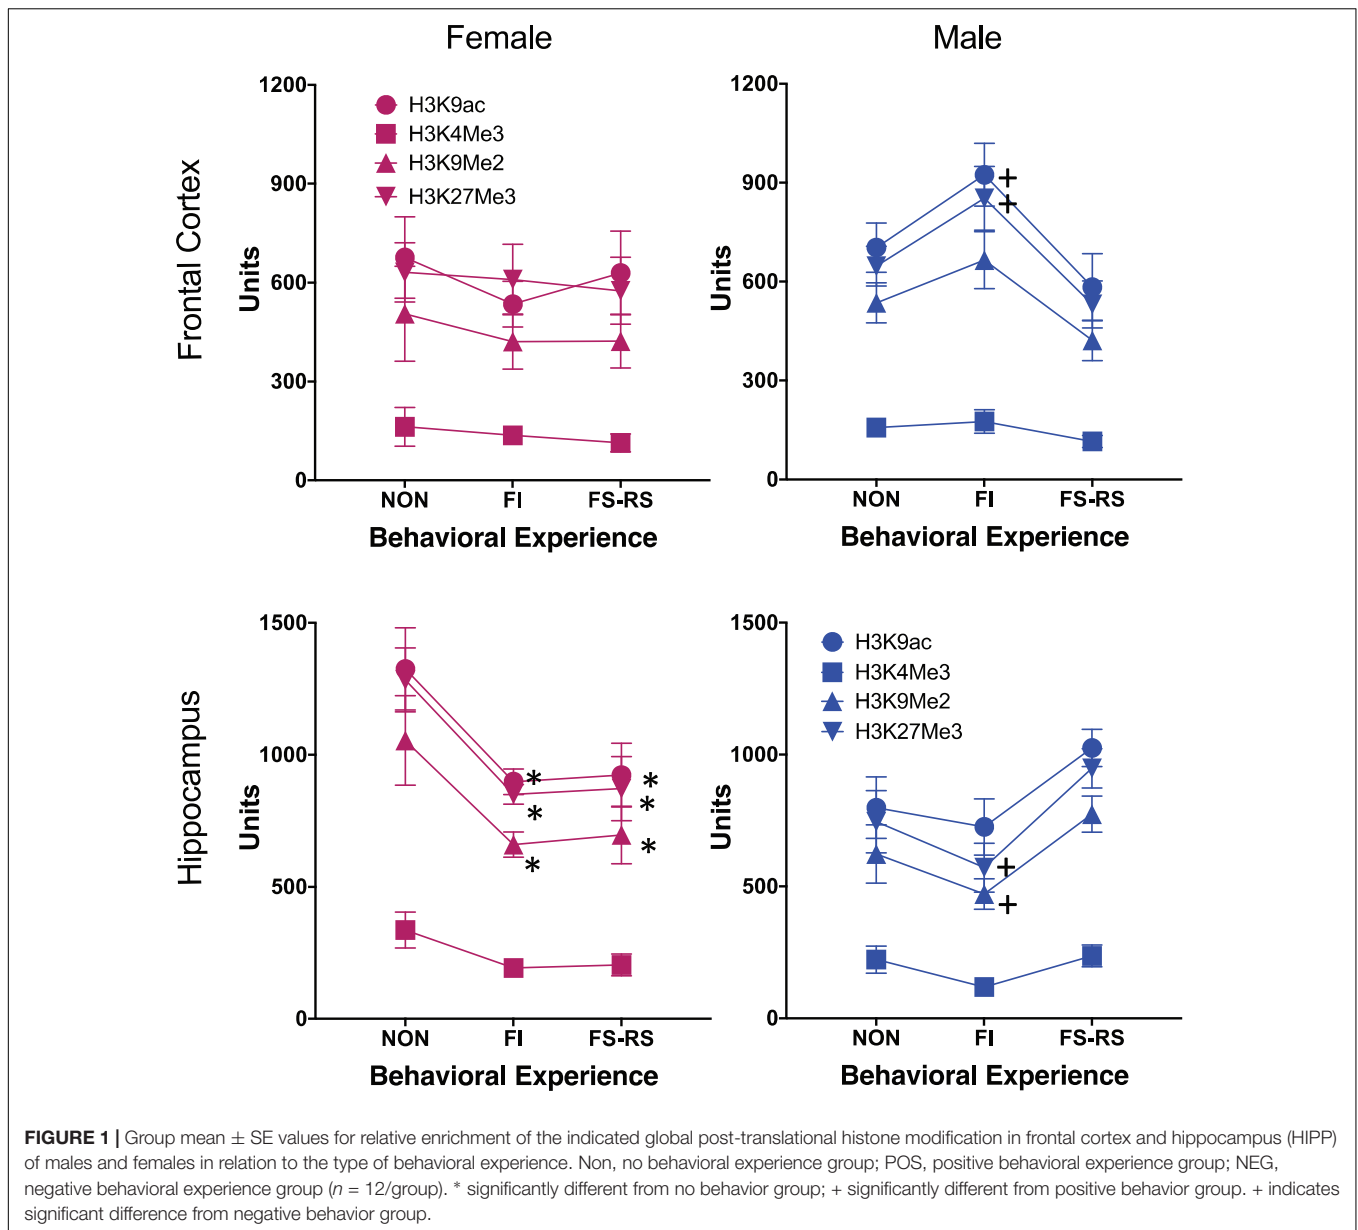 Female
Male
Frontal Cortex
Units
1200
900
600
300
0
H3K9ac
H3K4Me3
H3K9Me2
H3K27Me3
NON FI FS-RS
Behavioral Experience
Units
1200
900
600
300
0
+
+
NON FI FS-RS
Behavioral Experience
Hippocampus
Units
1500
1000
500
0
* *
* *
* *
NON FI FS-RS
Behavioral Experience
Units
1500
1000
500
0
H3K9ac
H3K4Me3
H3K9Me2
H3K27Me3
+
+
NON FI FS-RS
Behavioral Experience
FIGURE 1 | Group mean ± SE values for relative enrichment of the indicated global post-translational histone modification in frontal cortex and hippocampus (HIPP)
of males and females in relation to the type of behavioral experience. Non, no behavioral experience group; POS, positive behavioral experience group; NEG,
negative behavioral experience group (n = 12/group). * significantly different from no behavior group; + significantly different from positive behavior group. + indicates
significant difference from negative behavior group.